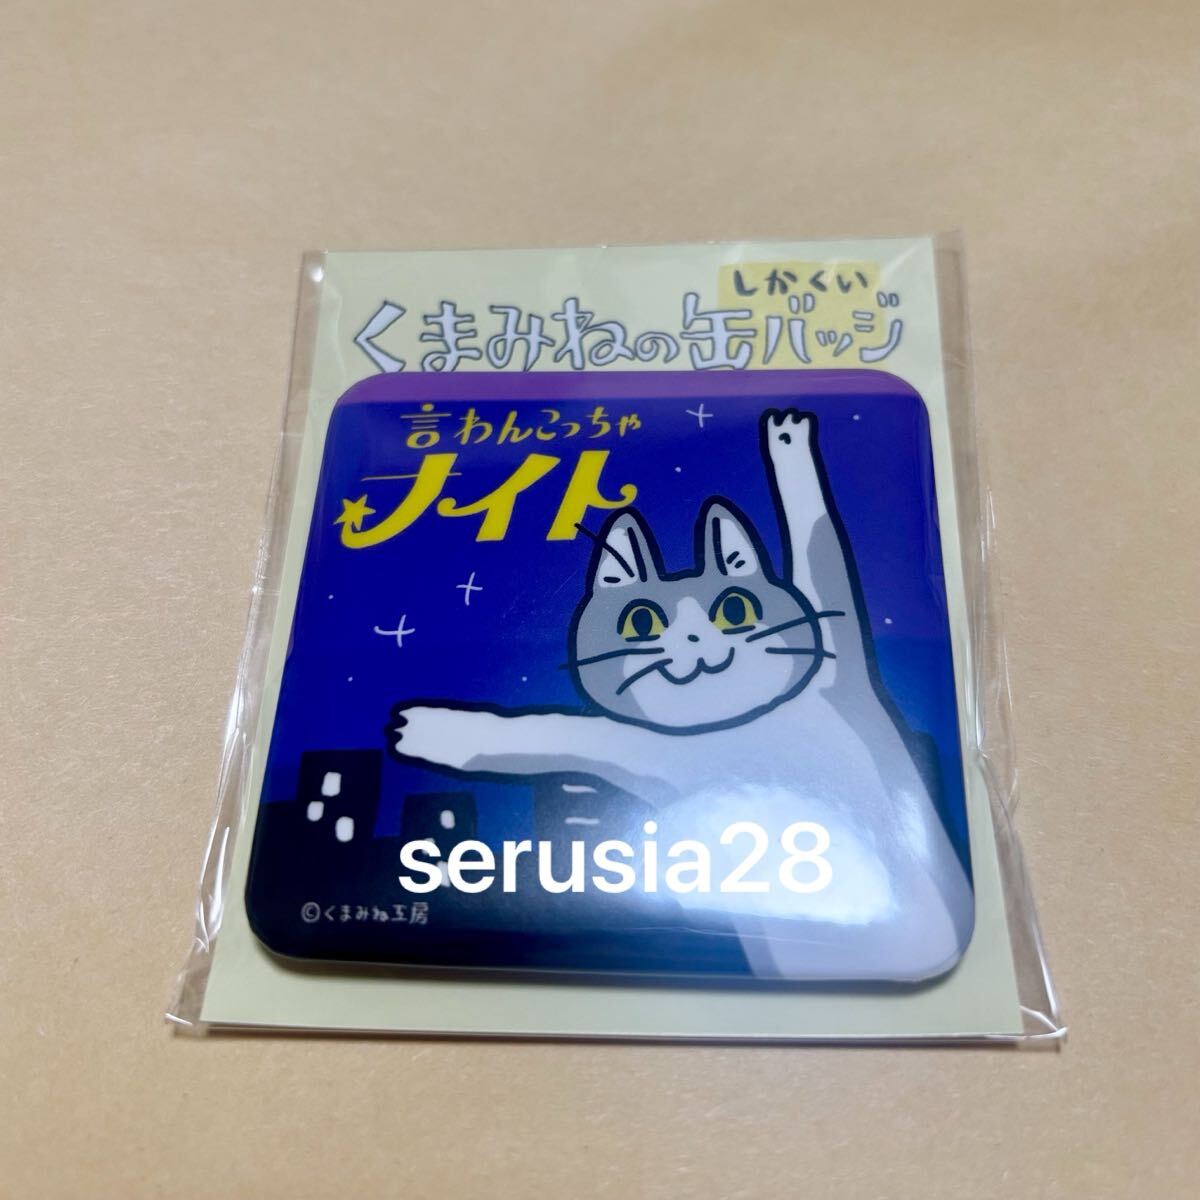 しかくい
くまみねの缶バッジ
言わんこっちゃ
ナイト
serusia28
©くまみね工房